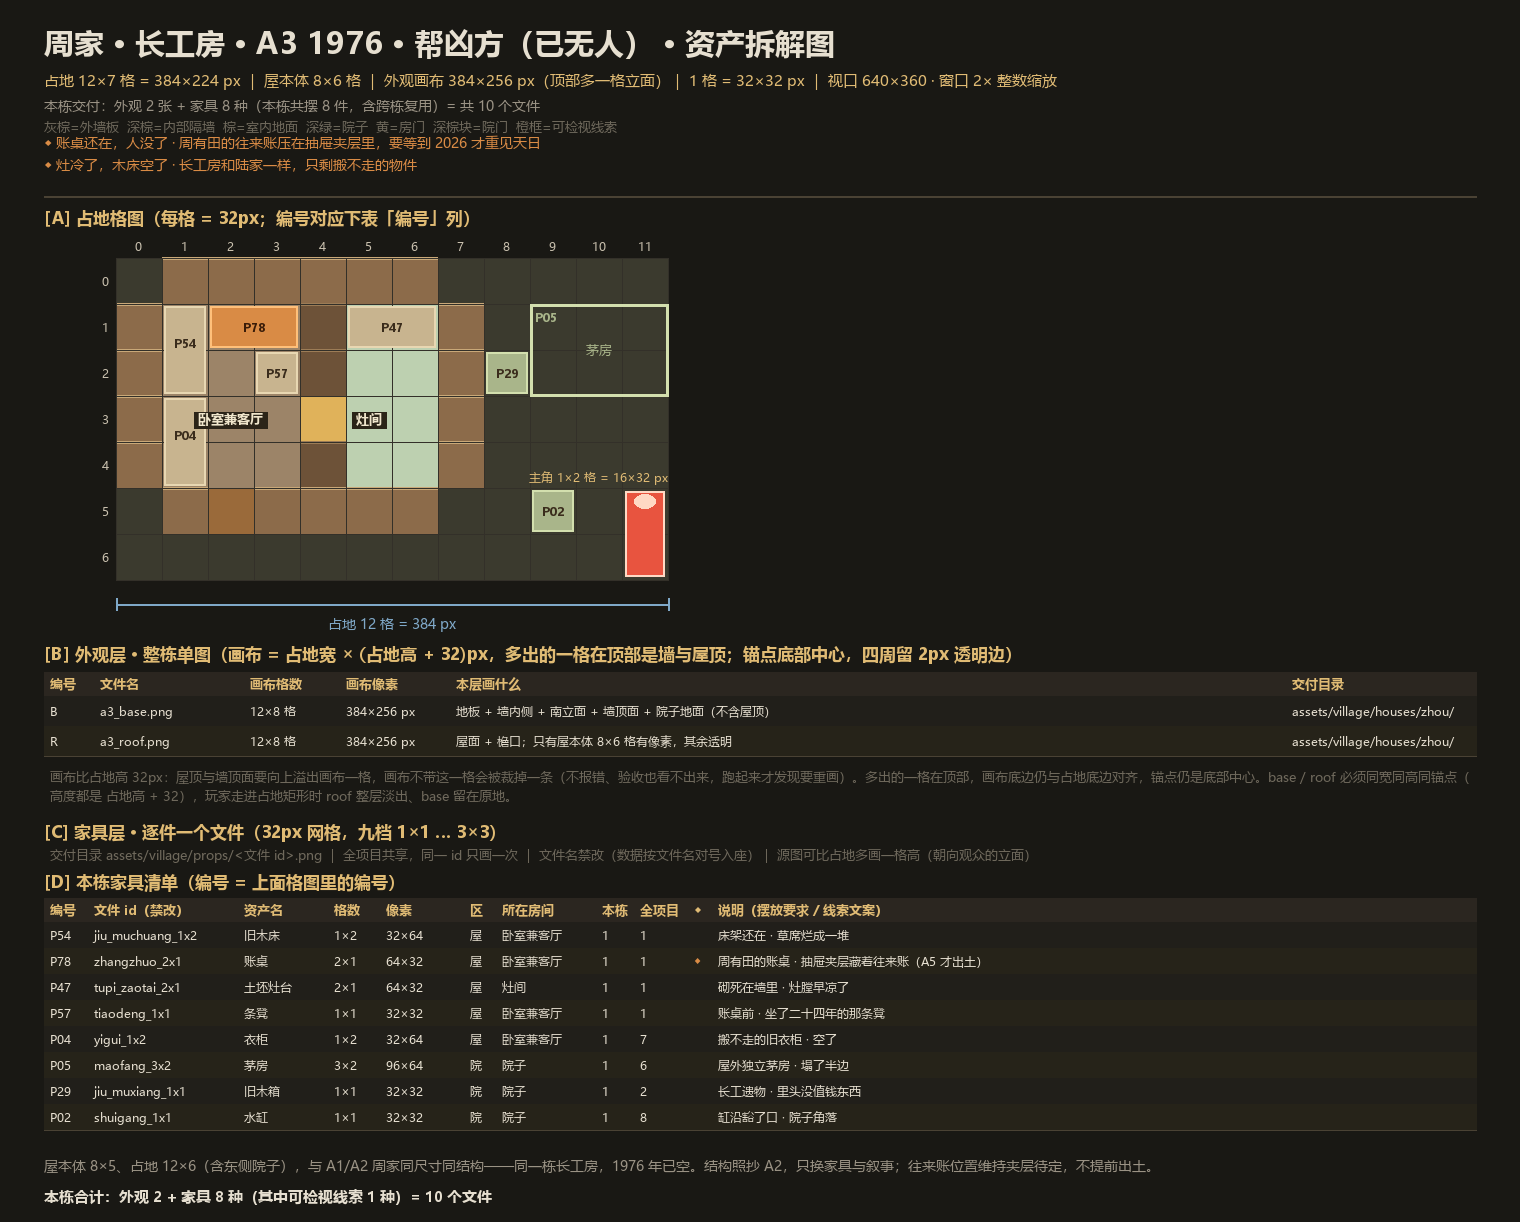 周家 • 长工房 • A3 1976 • 帮凶方（已无人） • 资产拆解图
占地 12×7 格 = 384×224 px ｜ 屋本体 8×6 格 ｜ 外观画布 384×256 px（顶部多一格立面）｜ 1 格 = 32×32 px ｜ 视口 640×360 · 窗口 2× 整数缩放
本栋交付：外观 2 张 + 家具 8 种（本栋共摆 8 件，含跨栋复用）= 共 10 个文件
灰棕=外墙板 深棕=内部隔墙 棕=室内地面 深绿=院子 黄=房门 深棕块=院门 橙框=可检视线索
🔸账桌还在，人没了 · 周有田的往来账压在抽屉夹层里，要等到 2026 才重见天日
🔸灶冷了，木床空了 · 长工房和陆家一样，只剩搬不走的物件
[A] 占地格图（每格 = 32px；编号对应下表「编号」列）
0 1 2 3 4 5 6 7 8 9 10 11
0
1
2
3
4
5
6
P54
P78
P47
P05
茅房
P57
P29
P04
卧室兼客厅
灶间
主角 1×2 格 = 16×32 px
P02
占地 12 格 = 384 px
[B] 外观层 • 整栋单图（画布 = 占地宽 ×（占地高 + 32)px，多出的一格在顶部是墙与屋顶；锚点底部中心，四周留 2px 透明边）
编号 文件名 画布格数 画布像素 本层画什么 交付目录
B a3_base.png 12×8 格 384×256 px 地板 + 墙内侧 + 南立面 + 墙顶面 + 院子地面（不含屋顶） assets/village/houses/zhou/
R a3_roof.png 12×8 格 384×256 px 屋面 + 檐口；只有屋本体 8×6 格有像素，其余透明 assets/village/houses/zhou/
画布比占地高 32px：屋顶与墙顶面要向上溢出画布一格，画布不带这一格会被裁掉一条（不报错、验收也看不出来，跑起来才发现要重画）。多出的一格在顶部，画布底边仍与占地底边对齐，锚点仍是底部中心。base / roof 必须同宽同高同锚点（
高度都是 占地高 + 32），玩家走进占地矩形时 roof 整层淡出、base 留在原地。
[C] 家具层 • 逐件一个文件（32px 网格，九档 1×1 … 3×3）
交付目录 assets/village/props/<文件 id>.png ｜ 全项目共享，同一 id 只画一次 ｜ 文件名禁改（数据按文件名对号入座）｜ 源图可比占地多画一格高（朝向观众的立面）
[D] 本栋家具清单（编号 = 上面格图里的编号）
编号 文件 id（禁改） 资产名 格数 像素 区 所在房间 本栋 全项目 🔸 说明（摆放要求 / 线索文案）
P54 jiu_muchuang_1x2 旧木床 1×2 32×64 屋 卧室兼客厅 1 1 床架还在 · 草席烂成一堆
P78 zhangzhuo_2x1 账桌 2×1 64×32 屋 卧室兼客厅 1 1 🔸 周有田的账桌 · 抽屉夹层藏着往来账（A5 才出土）
P47 tupi_zaotai_2x1 土坯灶台 2×1 64×32 屋 灶间 1 1 砌死在墙里 · 灶膛早凉了
P57 tiaodeng_1x1 条凳 1×1 32×32 屋 卧室兼客厅 1 1 账桌前 · 坐了二十四年的那条凳
P04 yigui_1x2 衣柜 1×2 32×64 屋 卧室兼客厅 1 7 搬不走的旧衣柜 · 空了
P05 maofang_3x2 茅房 3×2 96×64 院 院子 1 6 屋外独立茅房 · 塌了半边
P29 jiu_muxiang_1x1 旧木箱 1×1 32×32 院 院子 1 2 长工遗物 · 里头没值钱东西
P02 shuigang_1x1 水缸 1×1 32×32 院 院子 1 8 缸沿豁了口 · 院子角落
屋本体 8×5、占地 12×6（含东侧院子），与 A1/A2 周家同尺寸同结构——同一栋长工房，1976 年已空。结构照抄 A2，只换家具与叙事；往来账位置维持夹层待定，不提前出土。
本栋合计：外观 2 + 家具 8 种（其中可检视线索 1 种）= 10 个文件